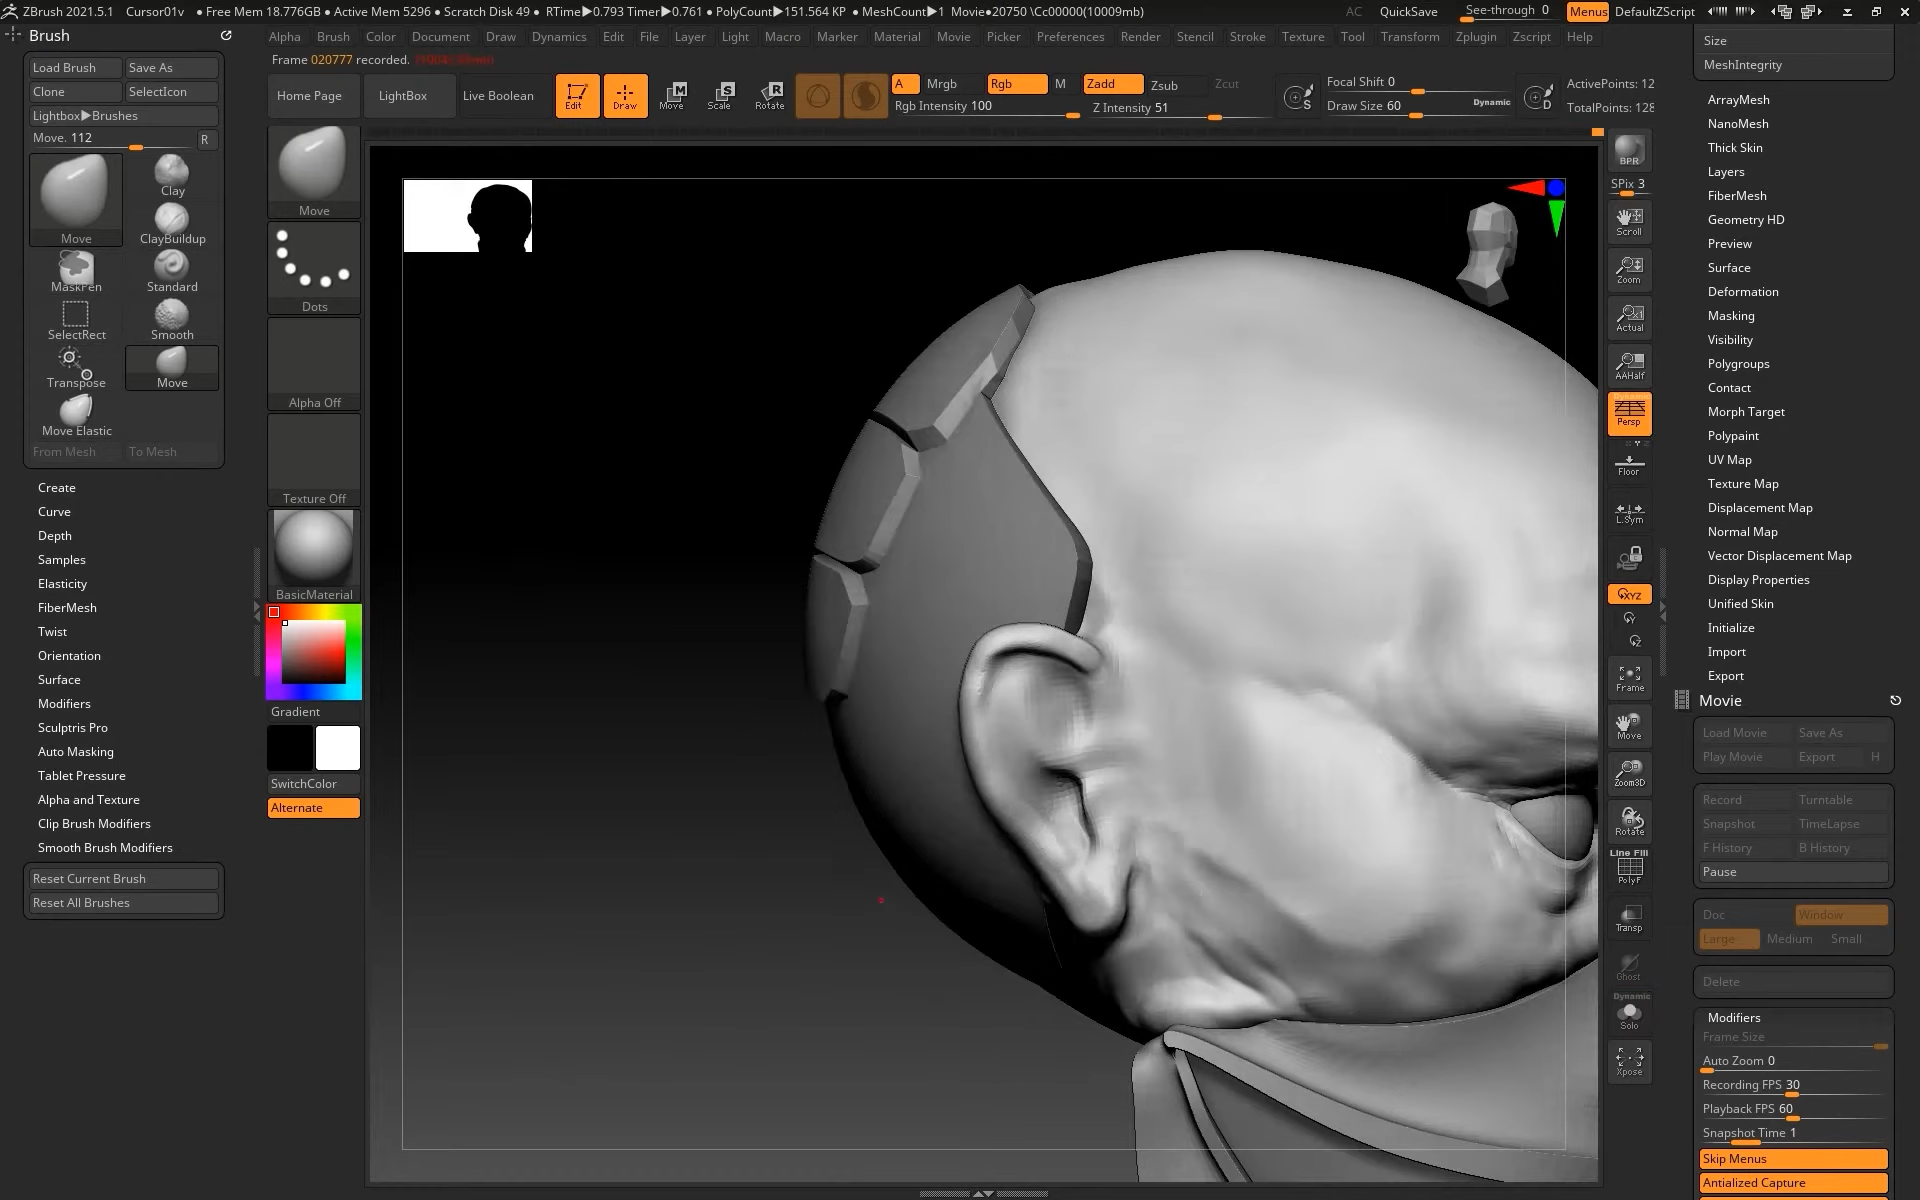 ZBrush 2021.5.1 Cursor01v • Free Mem 18.776GB • Active Mem 5296 • Scratch Disk 49 • RTime▶0.793 Timer▶0.761 • PolyCount▶151.564 KP • MeshCount▶1 Movie●20750 \Cc00000(10009mb) AC QuickSave See-through 0 Menus DefaultZScript
Brush
Alpha Brush Color Document Draw Dynamics Edit File Layer Light Macro Marker Material Movie Picker Preferences Render Stencil Stroke Texture Tool Transform Zplugin Zscript Help
Frame 020777 recorded.
Load Brush Save As
Clone SelectIcon
Lightbox▶Brushes
Move. 112 R
Move
Clay
ClayBuildup
MaskPen Standard
SelectRect Smooth
Transpose Move
Move Elastic
From Mesh To Mesh
Create
Curve
Depth
Samples
Elasticity
FiberMesh
Twist
Orientation
Surface
Modifiers
Sculptris Pro
Auto Masking
Tablet Pressure
Alpha and Texture
Clip Brush Modifiers
Smooth Brush Modifiers
Reset Current Brush
Reset All Brushes
Home Page LightBox Live Boolean Edit Draw Move Scale Rotate
A Mrgb Rgb M Zadd Zsub Zcut
Rgb Intensity 100 Z Intensity 51
S
Focal Shift 0
Draw Size 60 Dynamic
D
ActivePoints: 12
TotalPoints: 128
Move
Dots
Alpha Off
Texture Off
BasicMaterial
Gradient
SwitchColor
Alternate
BPR
SPix 3
Scroll
Zoom
Actual
AAHalf
Dynamic
Persp
Floor
L.Sym
XYZ
Y
Z
Frame
Move
Zoom3D
Rotate
Line Fill
PolyF
Transp
Ghost
Dynamic
Solo
Xpose
Size
MeshIntegrity
ArrayMesh
NanoMesh
Thick Skin
Layers
FiberMesh
Geometry HD
Preview
Surface
Deformation
Masking
Visibility
Polygroups
Contact
Morph Target
Polypaint
UV Map
Texture Map
Displacement Map
Normal Map
Vector Displacement Map
Display Properties
Unified Skin
Initialize
Import
Export
Movie
Load Movie Save As
Play Movie Export H
Record Turntable
Snapshot TimeLapse
F History B History
Pause
Doc Window
Large Medium Small
Delete
Modifiers
Frame Size
Auto Zoom 0
Recording FPS 30
Playback FPS 60
Snapshot Time 1
Skip Menus
Antialized Capture